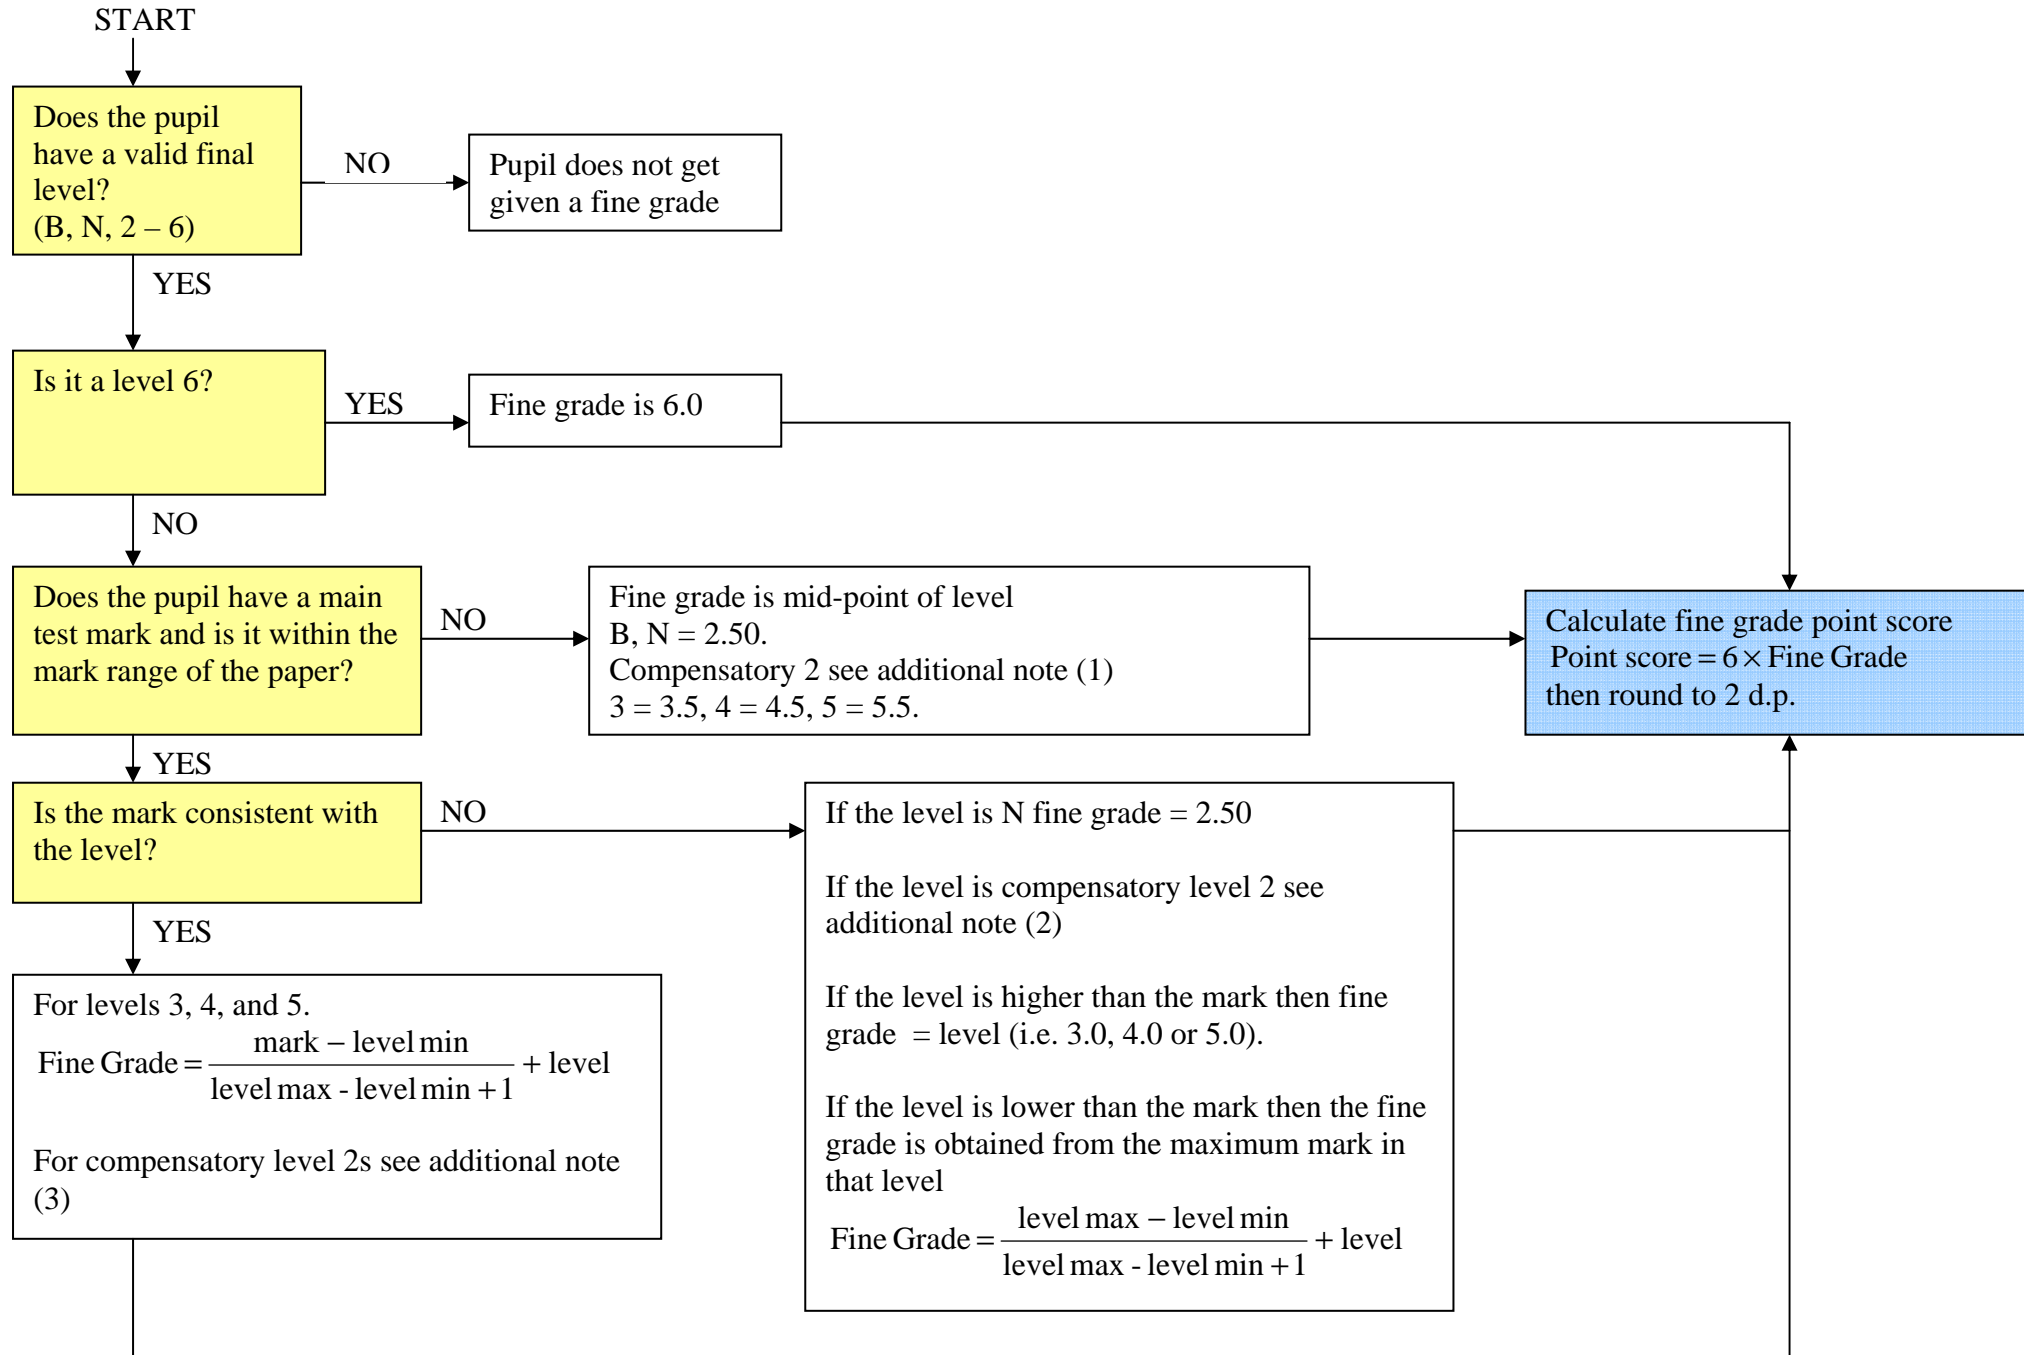 START
Does the pupil
have a valid final
level?
(B, N, 2 – 6)
NO
Pupil does not get
given a fine grade
YES
Is it a level 6?
YES
Fine grade is 6.0
NO
Does the pupil have a main
test mark and is it within the
mark range of the paper?
NO
Fine grade is mid-point of level
B, N = 2.50.
Compensatory 2 see additional note (1)
3 = 3.5, 4 = 4.5, 5 = 5.5.
Calculate fine grade point score
Point score = 6 × Fine Grade
then round to 2 d.p.
YES
Is the mark consistent with
the level?
NO
If the level is N fine grade = 2.50
If the level is compensatory level 2 see
additional note (2)
If the level is higher than the mark then fine
grade  = level (i.e. 3.0, 4.0 or 5.0).
If the level is lower than the mark then the fine
grade is obtained from the maximum mark in
that level
level max – level min
Fine Grade = + level
level max - level min + 1
YES
For levels 3, 4, and 5.
mark – level min
Fine Grade = + level
level max - level min + 1
For compensatory level 2s see additional note
(3)